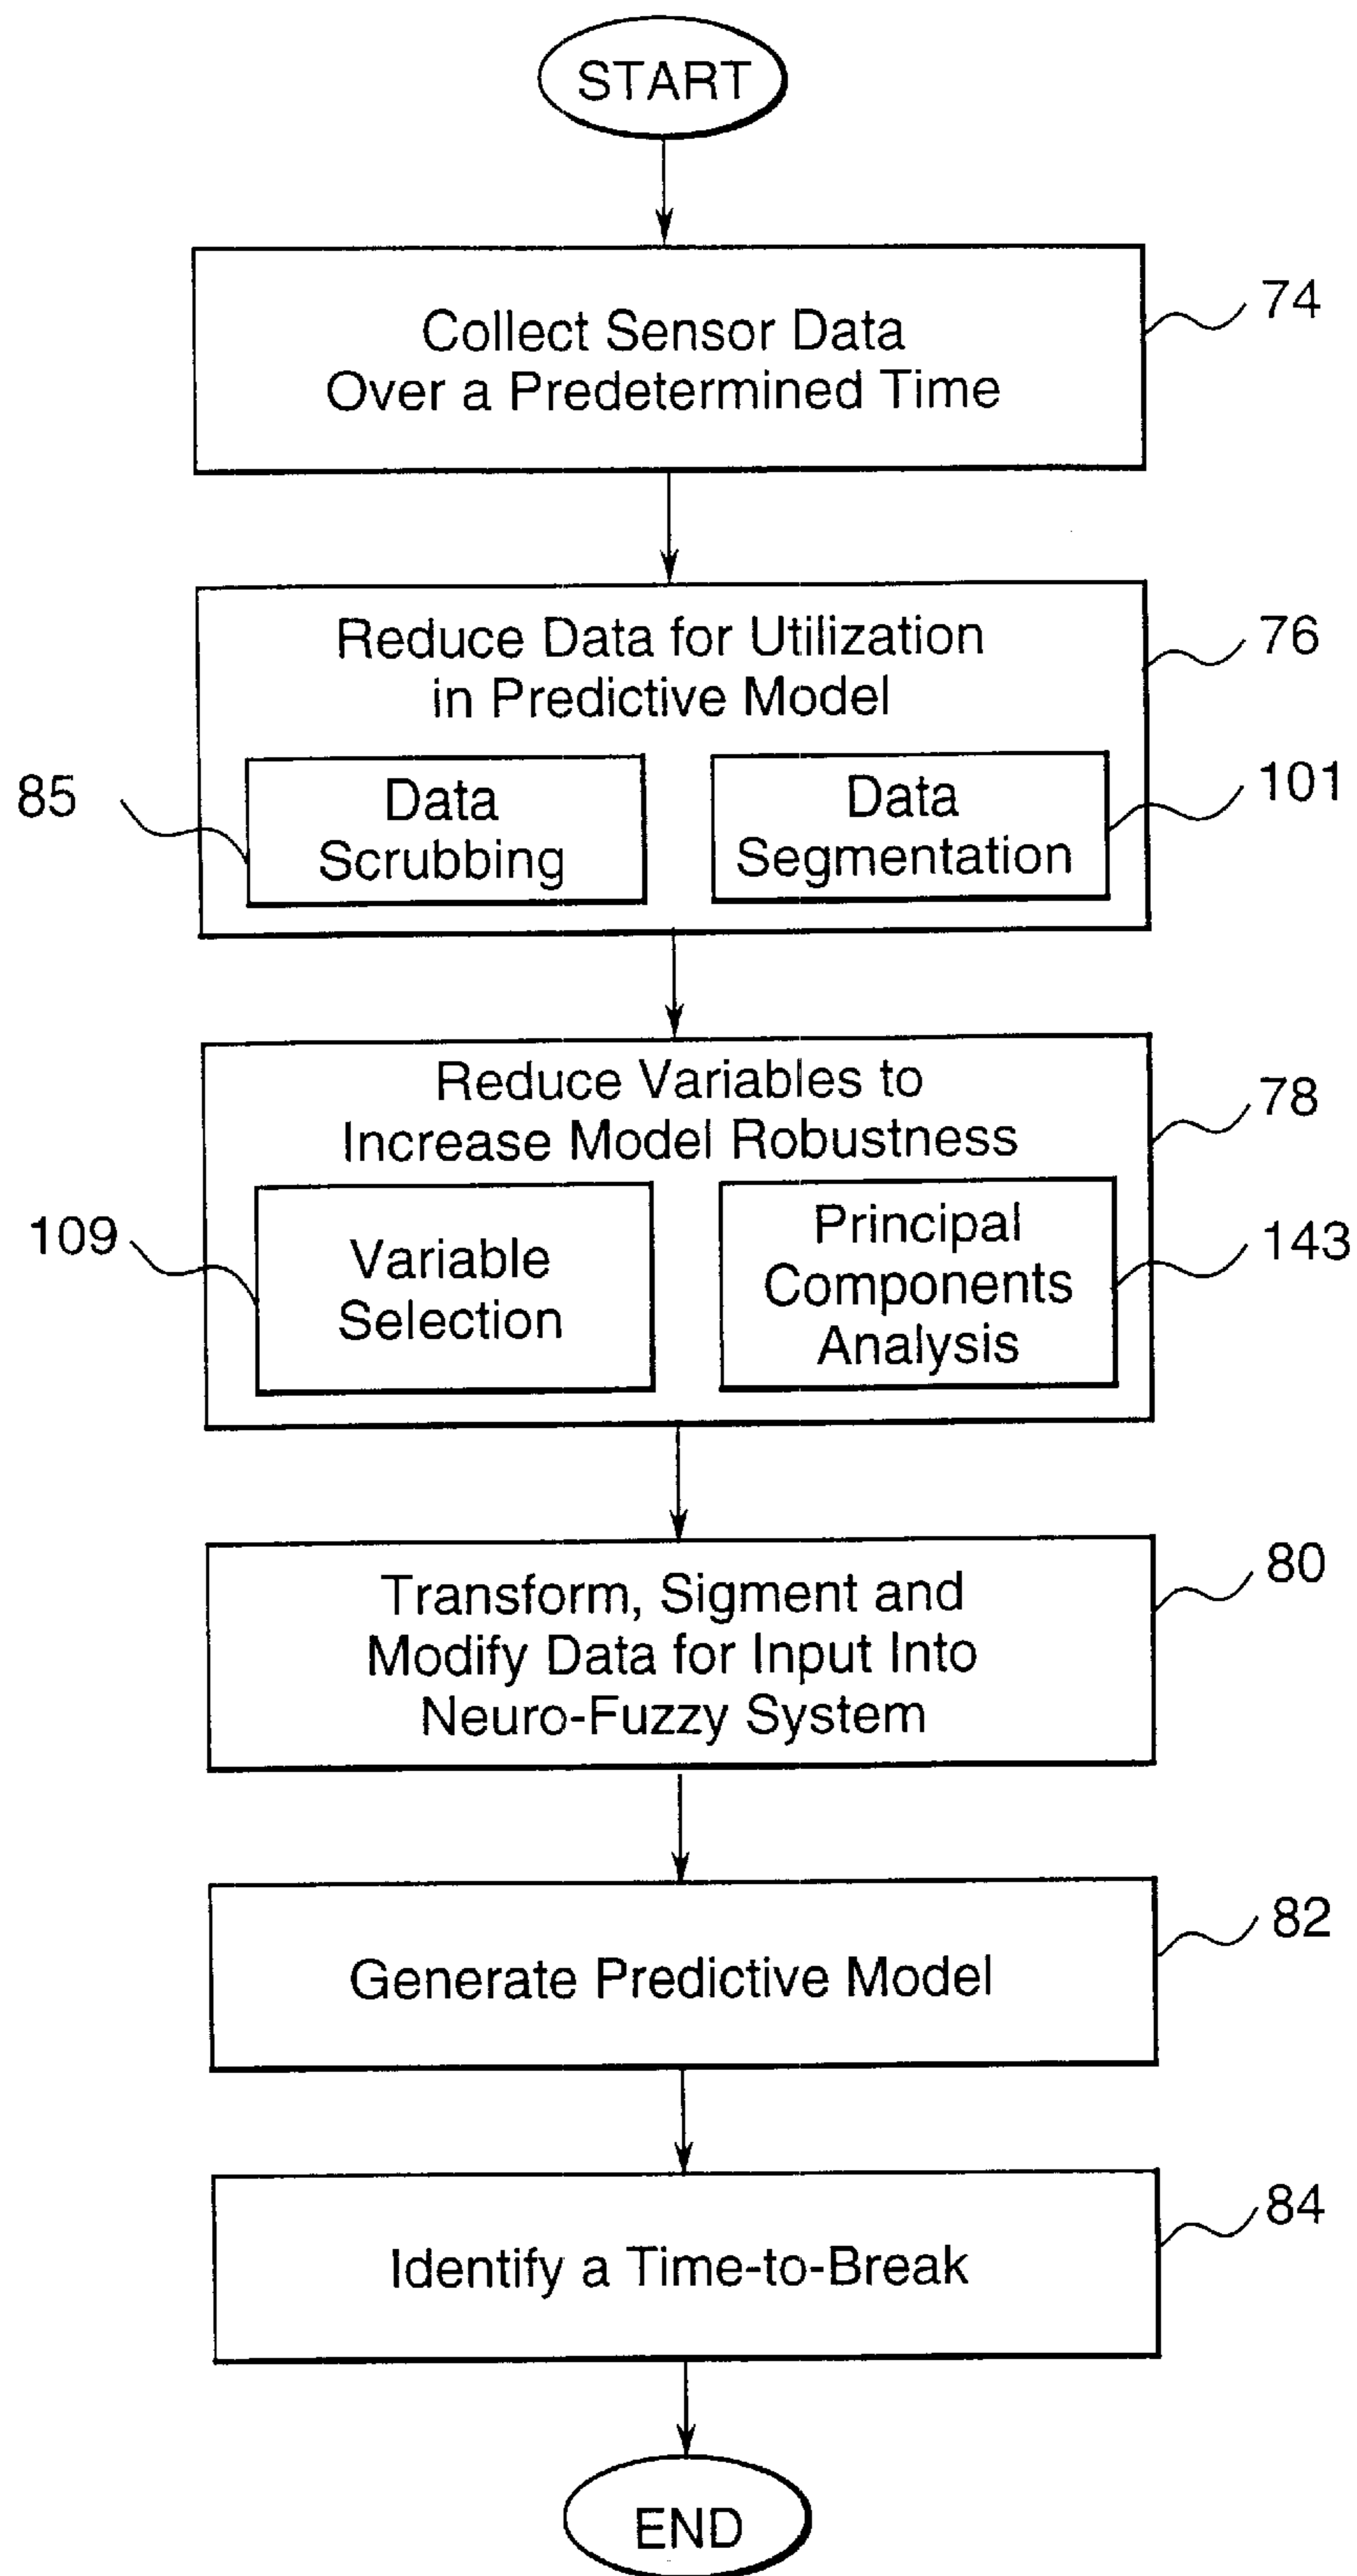 START
Collect Sensor Data
Over a Predetermined Time
74
Reduce Data for Utilization
in Predictive Model
76
85
Data
Scrubbing
Data
Segmentation
101
Reduce Variables to
Increase Model Robustness
78
109
Variable
Selection
Principal
Components
Analysis
143
Transform, Sigment and
Modify Data for Input Into
Neuro-Fuzzy System
80
Generate Predictive Model
82
Identify a Time-to-Break
84
END